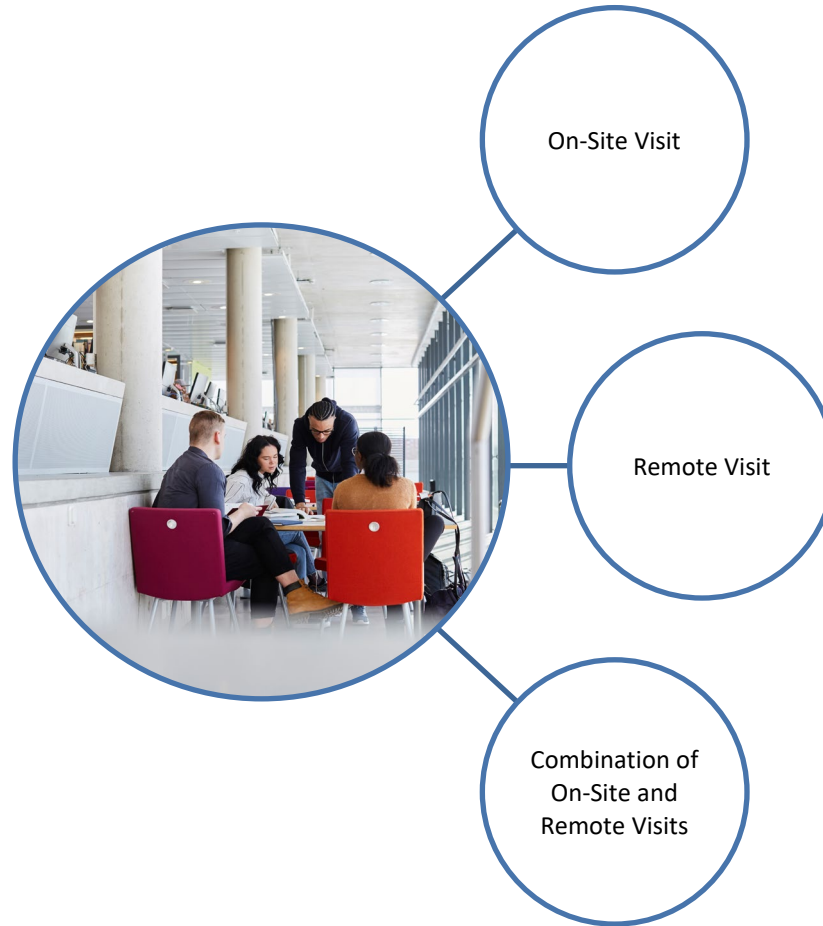 On-Site Visit
Remote Visit
Combination of
On-Site and
Remote Visits